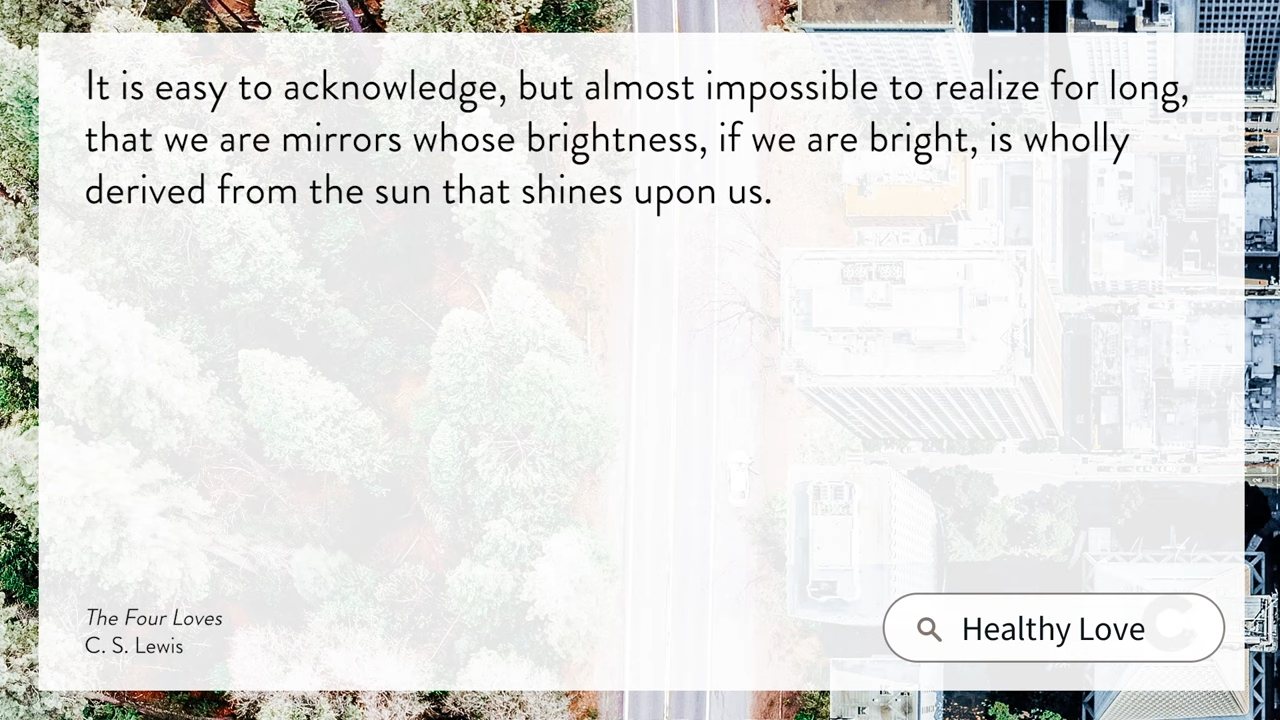 It is easy to acknowledge, but almost impossible to realize for long,
that we are mirrors whose brightness, if we are bright, is wholly
derived from the sun that shines upon us.
The Four Loves
C. S. Lewis
Healthy Love
C